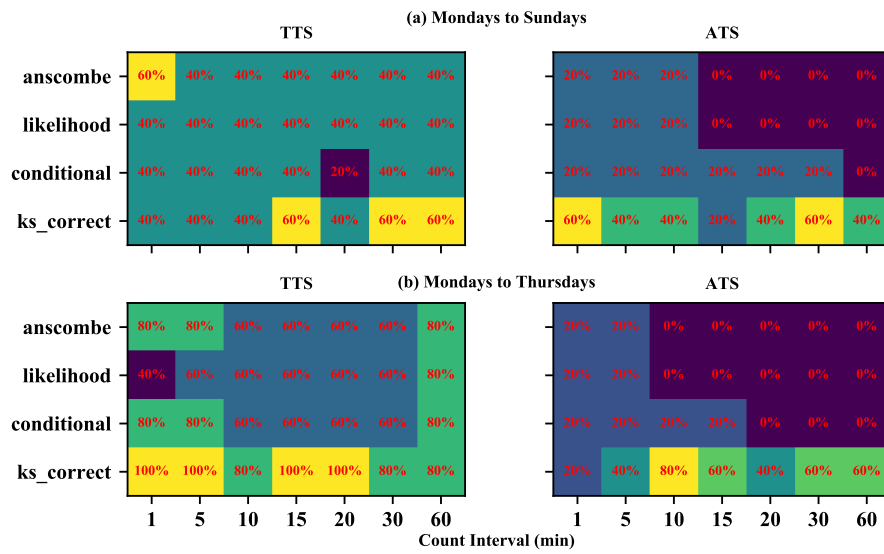 (a) Mondays to Sundays
TTS ATS
anscombe 60% 40% 40% 40% 40% 40% 40% 20% 20% 20% 0% 0% 0% 0%
likelihood 40% 40% 40% 40% 40% 40% 40% 20% 20% 20% 0% 0% 0% 0%
conditional 40% 40% 40% 40% 20% 40% 40% 20% 20% 20% 20% 20% 20% 0%
ks_correct 40% 40% 40% 60% 40% 60% 60% 60% 40% 40% 20% 40% 60% 40%
(b) Mondays to Thursdays
TTS ATS
anscombe 80% 80% 60% 60% 60% 60% 80% 20% 20% 0% 0% 0% 0% 0%
likelihood 40% 60% 60% 60% 60% 60% 80% 20% 20% 0% 0% 0% 0% 0%
conditional 80% 80% 60% 60% 60% 60% 80% 20% 20% 20% 20% 0% 0% 0%
ks_correct 100% 100% 80% 100% 100% 80% 80% 20% 40% 80% 60% 40% 60% 60%
1 5 10 15 20 30 60 1 5 10 15 20 30 60
Count Interval (min)